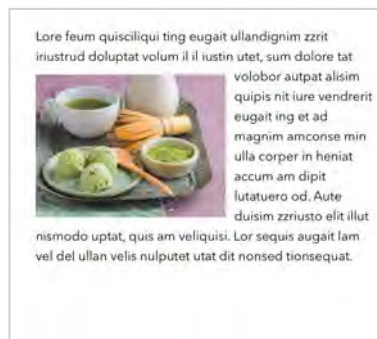 Lore feum quisciliqui ting eugait ullandignim zzrit
iriustrud doluptat volum il il iustin utet, sum dolore tat
volobor autpat alisim
quipis nit iure vendrerit
eugait ing et ad
magnim amconse min
ulla corper in heniat
accum am dipit
lutatuero od. Aute
duisim zzriusto elit illut
nismodo uptat, quis am veliquisi. Lor sequis augait lam
vel del ullan velis nulputet utat dit nonsed tionsequat.